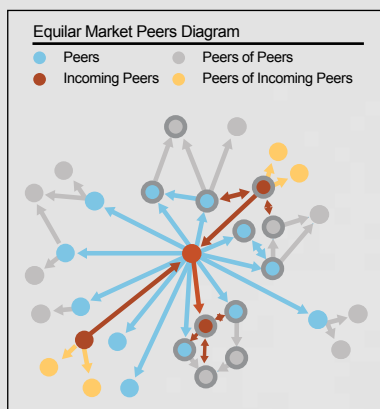 Equilar Market Peers Diagram
Peers
Peers of Peers
Incoming Peers
Peers of Incoming Peers